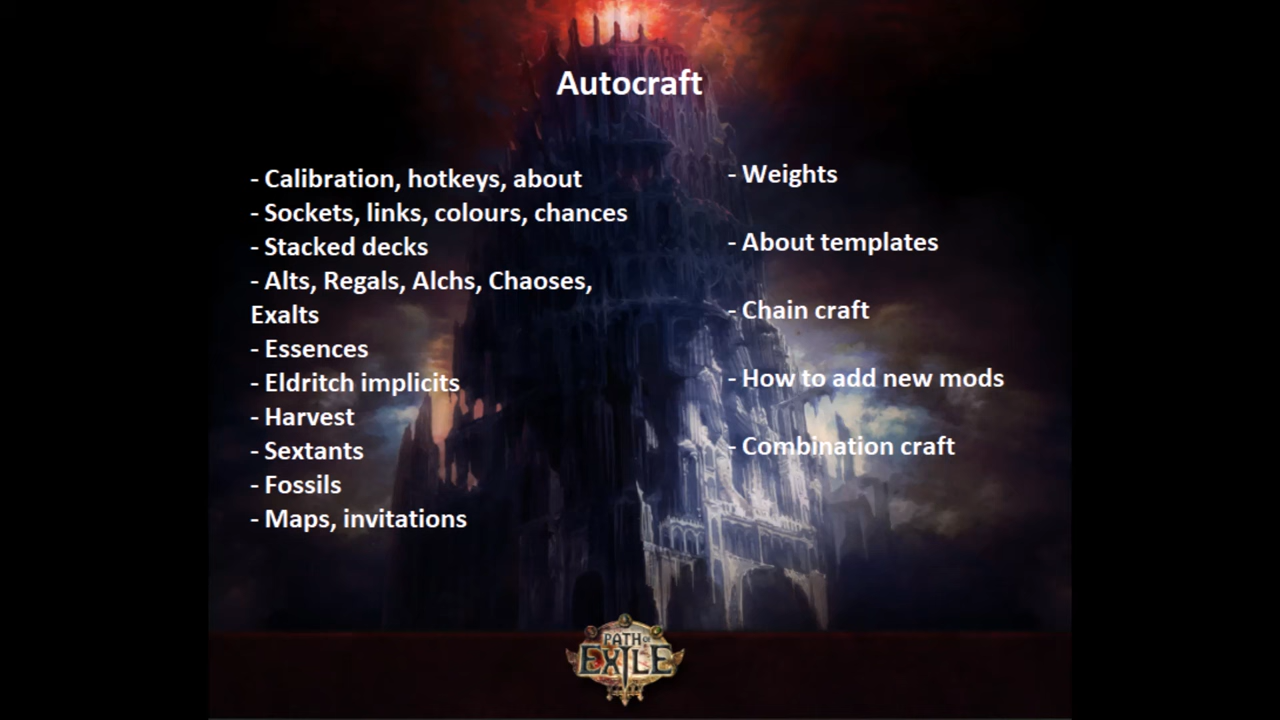 Autocraft
- Calibration, hotkeys, about
- Sockets, links, colours, chances
- Stacked decks
- Alts, Regals, Alchs, Chaoses,
Exalts
- Essences
- Eldritch implicits
- Harvest
- Sextants
- Fossils
- Maps, invitations
- Weights
- About templates
- Chain craft
- How to add new mods
- Combination craft
PATH OF
EXILE